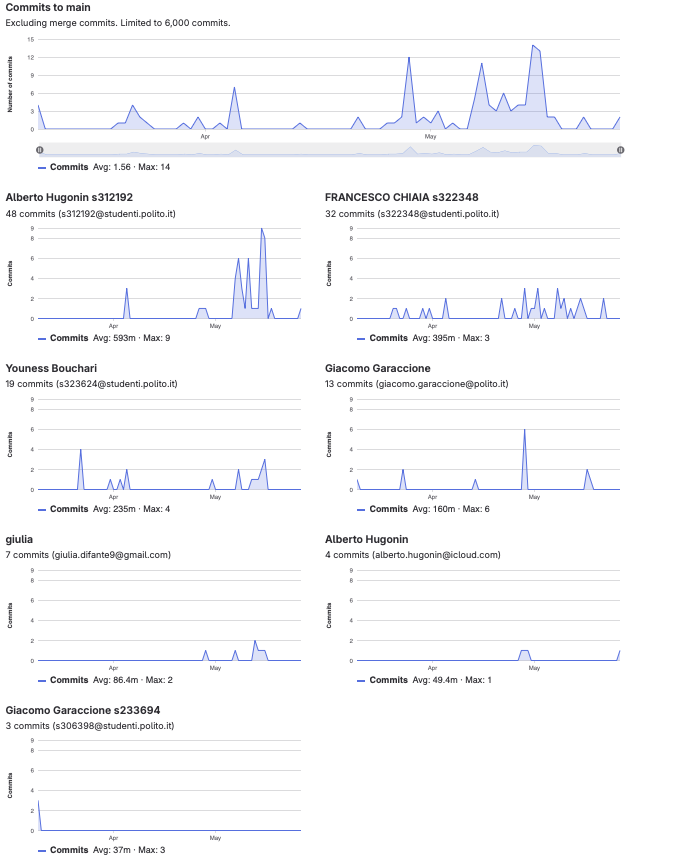 Commits to main
Excluding merge commits. Limited to 6,000 commits.
15
12
9
6
3
0
Number of commits
Apr
May
Commits Avg: 1.56 · Max: 14
Alberto Hugonin s312192
48 commits (s312192@studenti.polito.it)
9
8
6
4
2
0
Commits
Apr
May
Commits Avg: 593m · Max: 9
FRANCESCO CHIAIA s322348
32 commits (s322348@studenti.polito.it)
9
8
6
4
2
0
Commits
Apr
May
Commits Avg: 395m · Max: 3
Youness Bouchari
19 commits (s323624@studenti.polito.it)
9
8
6
4
2
0
Commits
Apr
May
Commits Avg: 235m · Max: 4
Giacomo Garaccione
13 commits (giacomo.garaccione@polito.it)
9
8
6
4
2
0
Commits
Apr
May
Commits Avg: 160m · Max: 6
giulia
7 commits (giulia.difante9@gmail.com)
9
8
6
4
2
0
Commits
Apr
May
Commits Avg: 86.4m · Max: 2
Alberto Hugonin
4 commits (alberto.hugonin@icloud.com)
9
8
6
4
2
0
Commits
Apr
May
Commits Avg: 49.4m · Max: 1
Giacomo Garaccione s233694
3 commits (s306398@studenti.polito.it)
9
8
6
4
2
0
Commits
Apr
May
Commits Avg: 37m · Max: 3